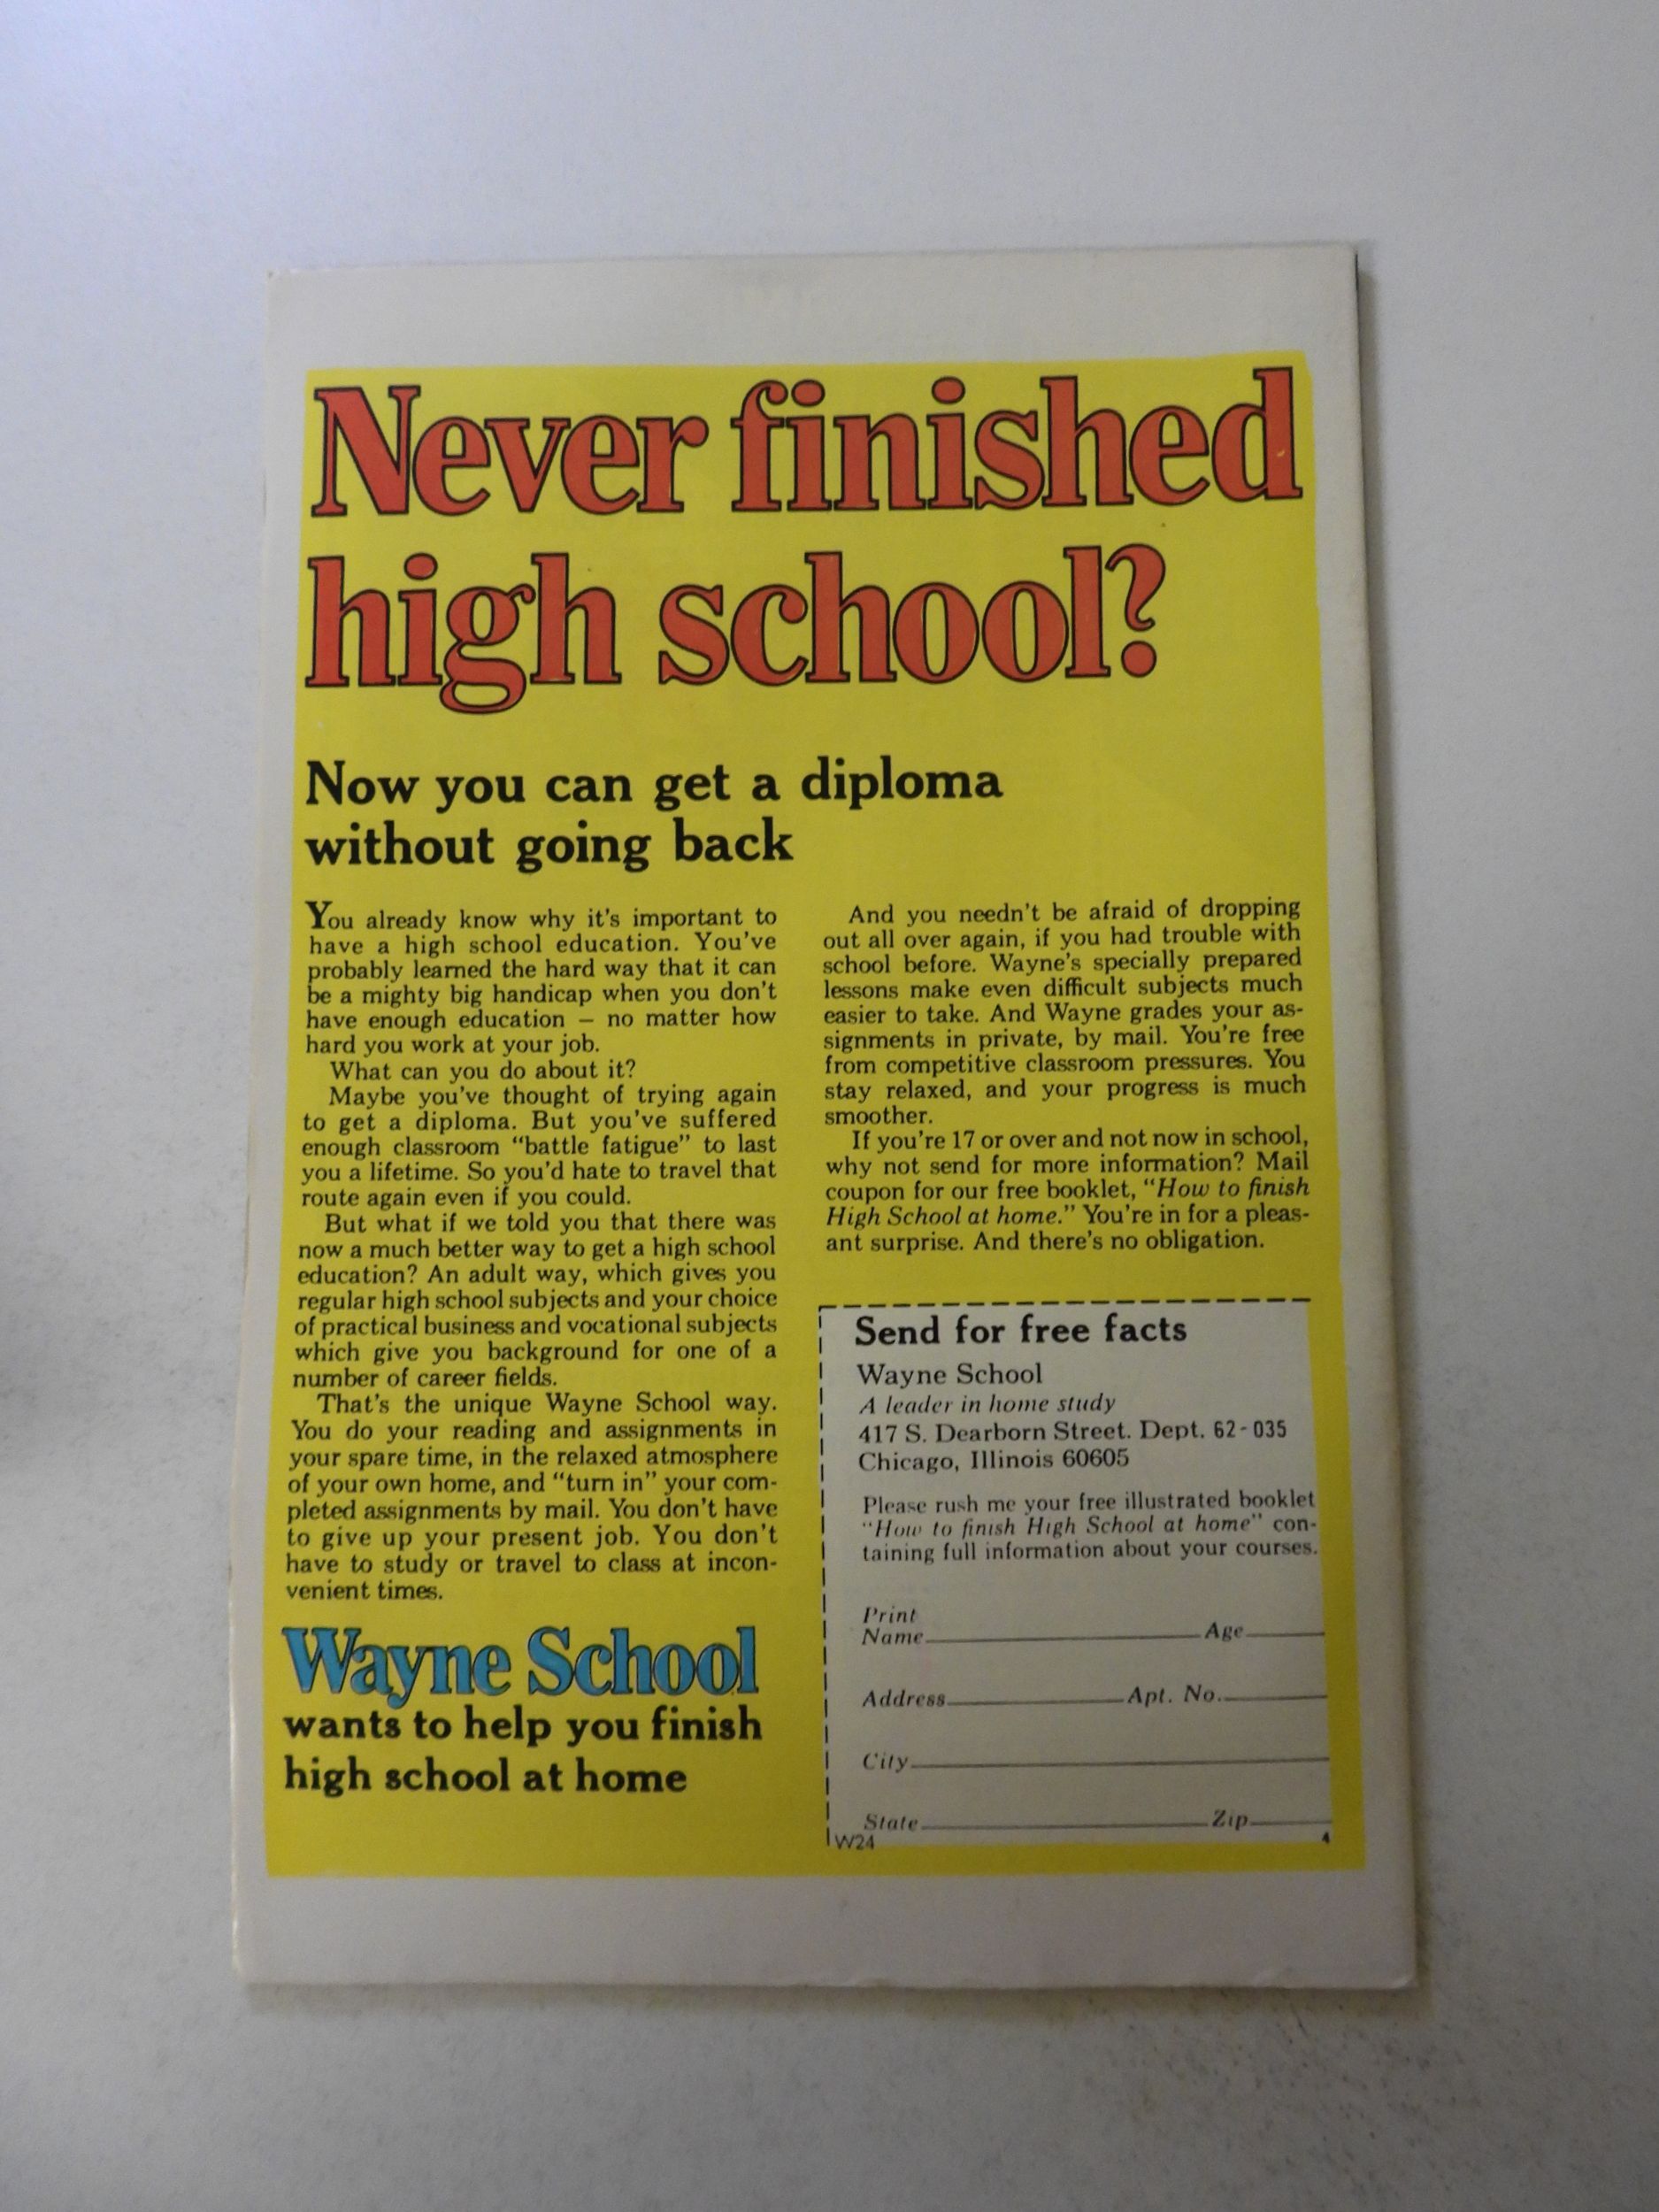 Never finished
high school?
Now you can get a diploma
without going back
You already know why it's important to
have a high school education. You've
probably learned the hard way that it can
be a mighty big handicap when you don't
have enough education – no matter how
hard you work at your job.
What can you do about it?
Maybe you've thought of trying again
to get a diploma. But you've suffered
enough classroom “battle fatigue” to last
you a lifetime. So you'd hate to travel that
route again even if you could.
But what if we told you that there was
now a much better way to get a high school
education? An adult way, which gives you
regular high school subjects and your choice
of practical business and vocational subjects
which give you background for one of a
number of career fields.
That's the unique Wayne School way.
You do your reading and assignments in
your spare time, in the relaxed atmosphere
of your own home, and “turn in” your com-
pleted assignments by mail. You don't have
to give up your present job. You don't
have to study or travel to class at incon-
venient times.
Wayne School
wants to help you finish
high school at home
And you needn't be afraid of dropping
out all over again, if you had trouble with
school before. Wayne's specially prepared
lessons make even difficult subjects much
easier to take. And Wayne grades your as-
signments in private, by mail. You're free
from competitive classroom pressures. You
stay relaxed, and your progress is much
smoother.
If you're 17 or over and not now in school,
why not send for more information? Mail
coupon for our free booklet, “How to finish
High School at home.” You're in for a pleas-
ant surprise. And there's no obligation.
Send for free facts
Wayne School
A leader in home study
417 S. Dearborn Street. Dept. 62-035
Chicago, Illinois 60605
Please rush me your free illustrated booklet
“How to finish High School at home” con-
taining full information about your courses.
Print
Name Age
Address Apt. No.
City
State Zip
W24 4